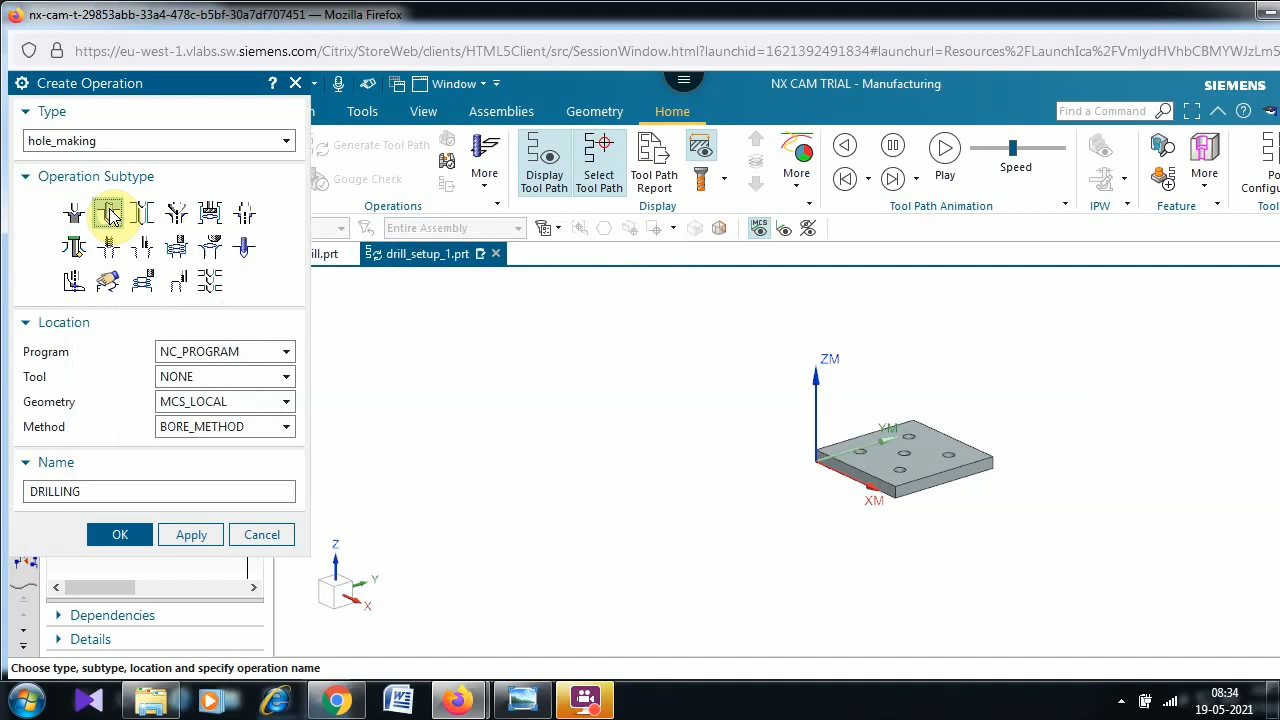 nx-cam-t-29853abb-33a4-478c-b5bf-30a7df707451 — Mozilla Firefox
https://eu-west-1.vlabs.sw.siemens.com/Citrix/StoreWeb/clients/HTML5Client/src/SessionWindow.html?launchid=1621392491834#launchurl=Resources%2FLaunchIca%2FVmlydHVhbCBMYWJzLm5
Create Operation ? Window NX CAM TRIAL - Manufacturing SIEMENS
Type
Tools View Assemblies Geometry Home Find a Command
hole_making
Generate Tool Path
Gouge Check
More
Display Tool Path
Select Tool Path
Tool Path Report
More
Play
Speed
More
Tool
Configu
Operations Display Tool Path Animation IPW Feature
Operation Subtype
Entire Assembly
MCS
ill.prt drill_setup_1.prt
Location
Program NC_PROGRAM
Tool NONE
Geometry MCS_LOCAL
Method BORE_METHOD
Name
DRILLING
OK Apply Cancel
Dependencies
Details
ZM
YM
XM
Z
Y
X
Choose type, subtype, location and specify operation name
08:34
19-05-2021